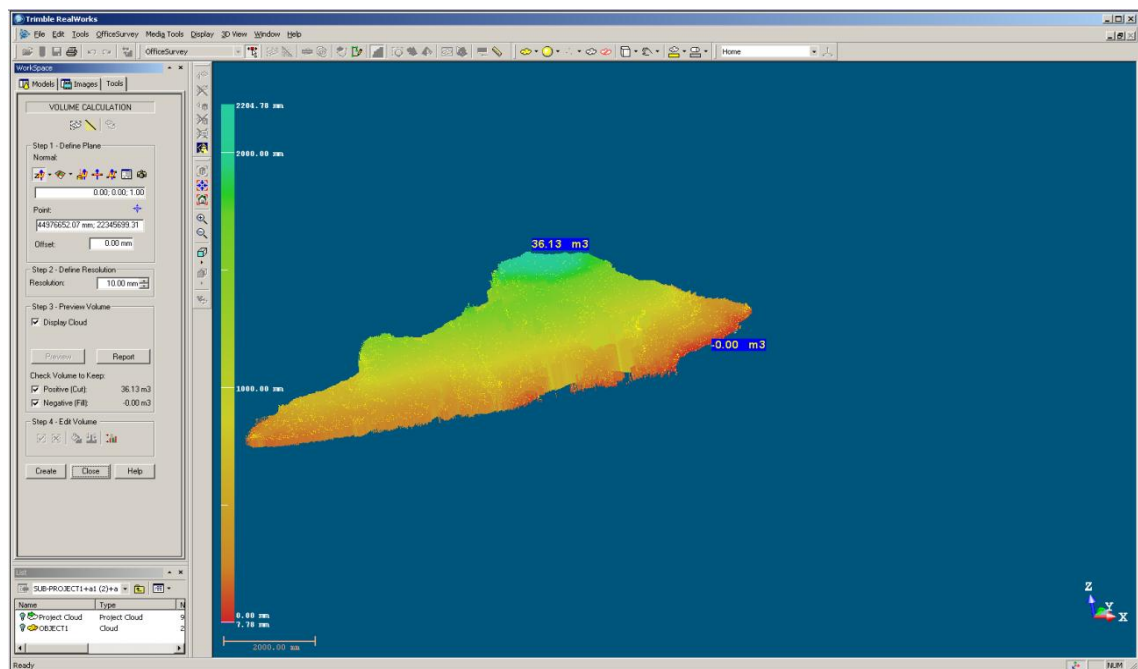 Trimble RealWorks
File Edit Tools OfficeSurvey Media Tools Display 3D View Window Help
OfficeSurvey
Home
WorkSpace
Models Images Tools
VOLUME CALCULATION
Step 1 - Define Plane
Normal:
0.00; 0.00; 1.00
Point:
44976652.07 mm; 22345699.31
Offset: 0.00 mm
Step 2 - Define Resolution
Resolution: 10.00 mm
Step 3 - Preview Volume
Display Cloud
Preview Report
Check Volume to Keep:
Positive (Cut): 36.13 m3
Negative (Fill): -0.00 m3
Step 4 - Edit Volume
Create Close Help
List
SUB-PROJECT1+a1 (2)+a
Name Type N
Project Cloud Project Cloud 9
OBJECT1 Cloud 2
Ready
2204.70 mm
2000.00 mm
1000.00 mm
0.00 mm
7.70 mm
2000.00 mm
36.13 m3
-0.00 m3
Z
Y
X
NUM